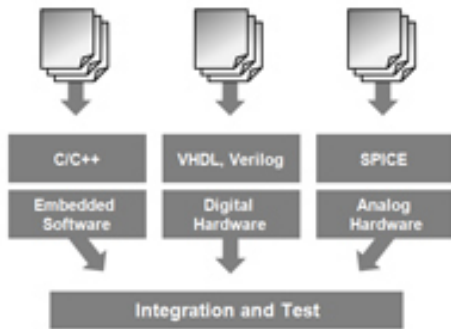 C/C++
VHDL, Verilog
SPICE
Embedded
Software
Digital
Hardware
Analog
Hardware
Integration and Test